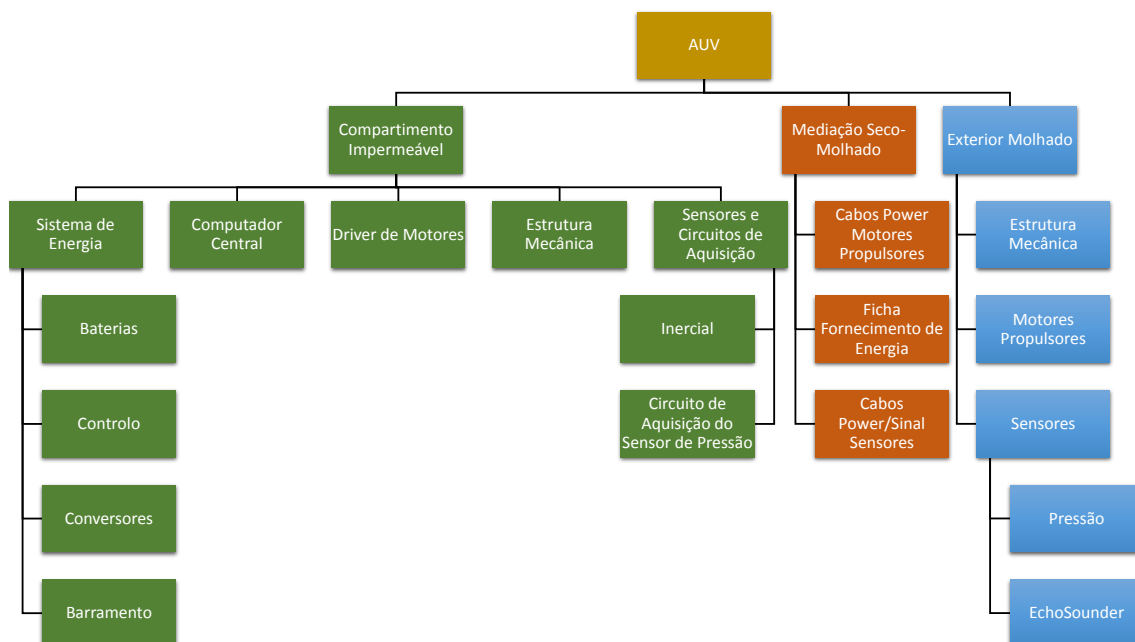 AUV
Compartimento
Impermeável
Mediação Seco-
Molhado
Exterior Molhado
Sistema de
Energia
Computador
Central
Driver de Motores
Estrutura
Mecânica
Sensores e
Circuitos de
Aquisição
Cabos Power
Motores
Propulsores
Estrutura
Mecânica
Baterias
Inercial
Ficha
Fornecimento de
Energia
Motores
Propulsores
Controlo
Circuito de
Aquisição do
Sensor de Pressão
Cabos
Power/Sinal
Sensores
Sensores
Conversores
Pressão
Barramento
EchoSounder